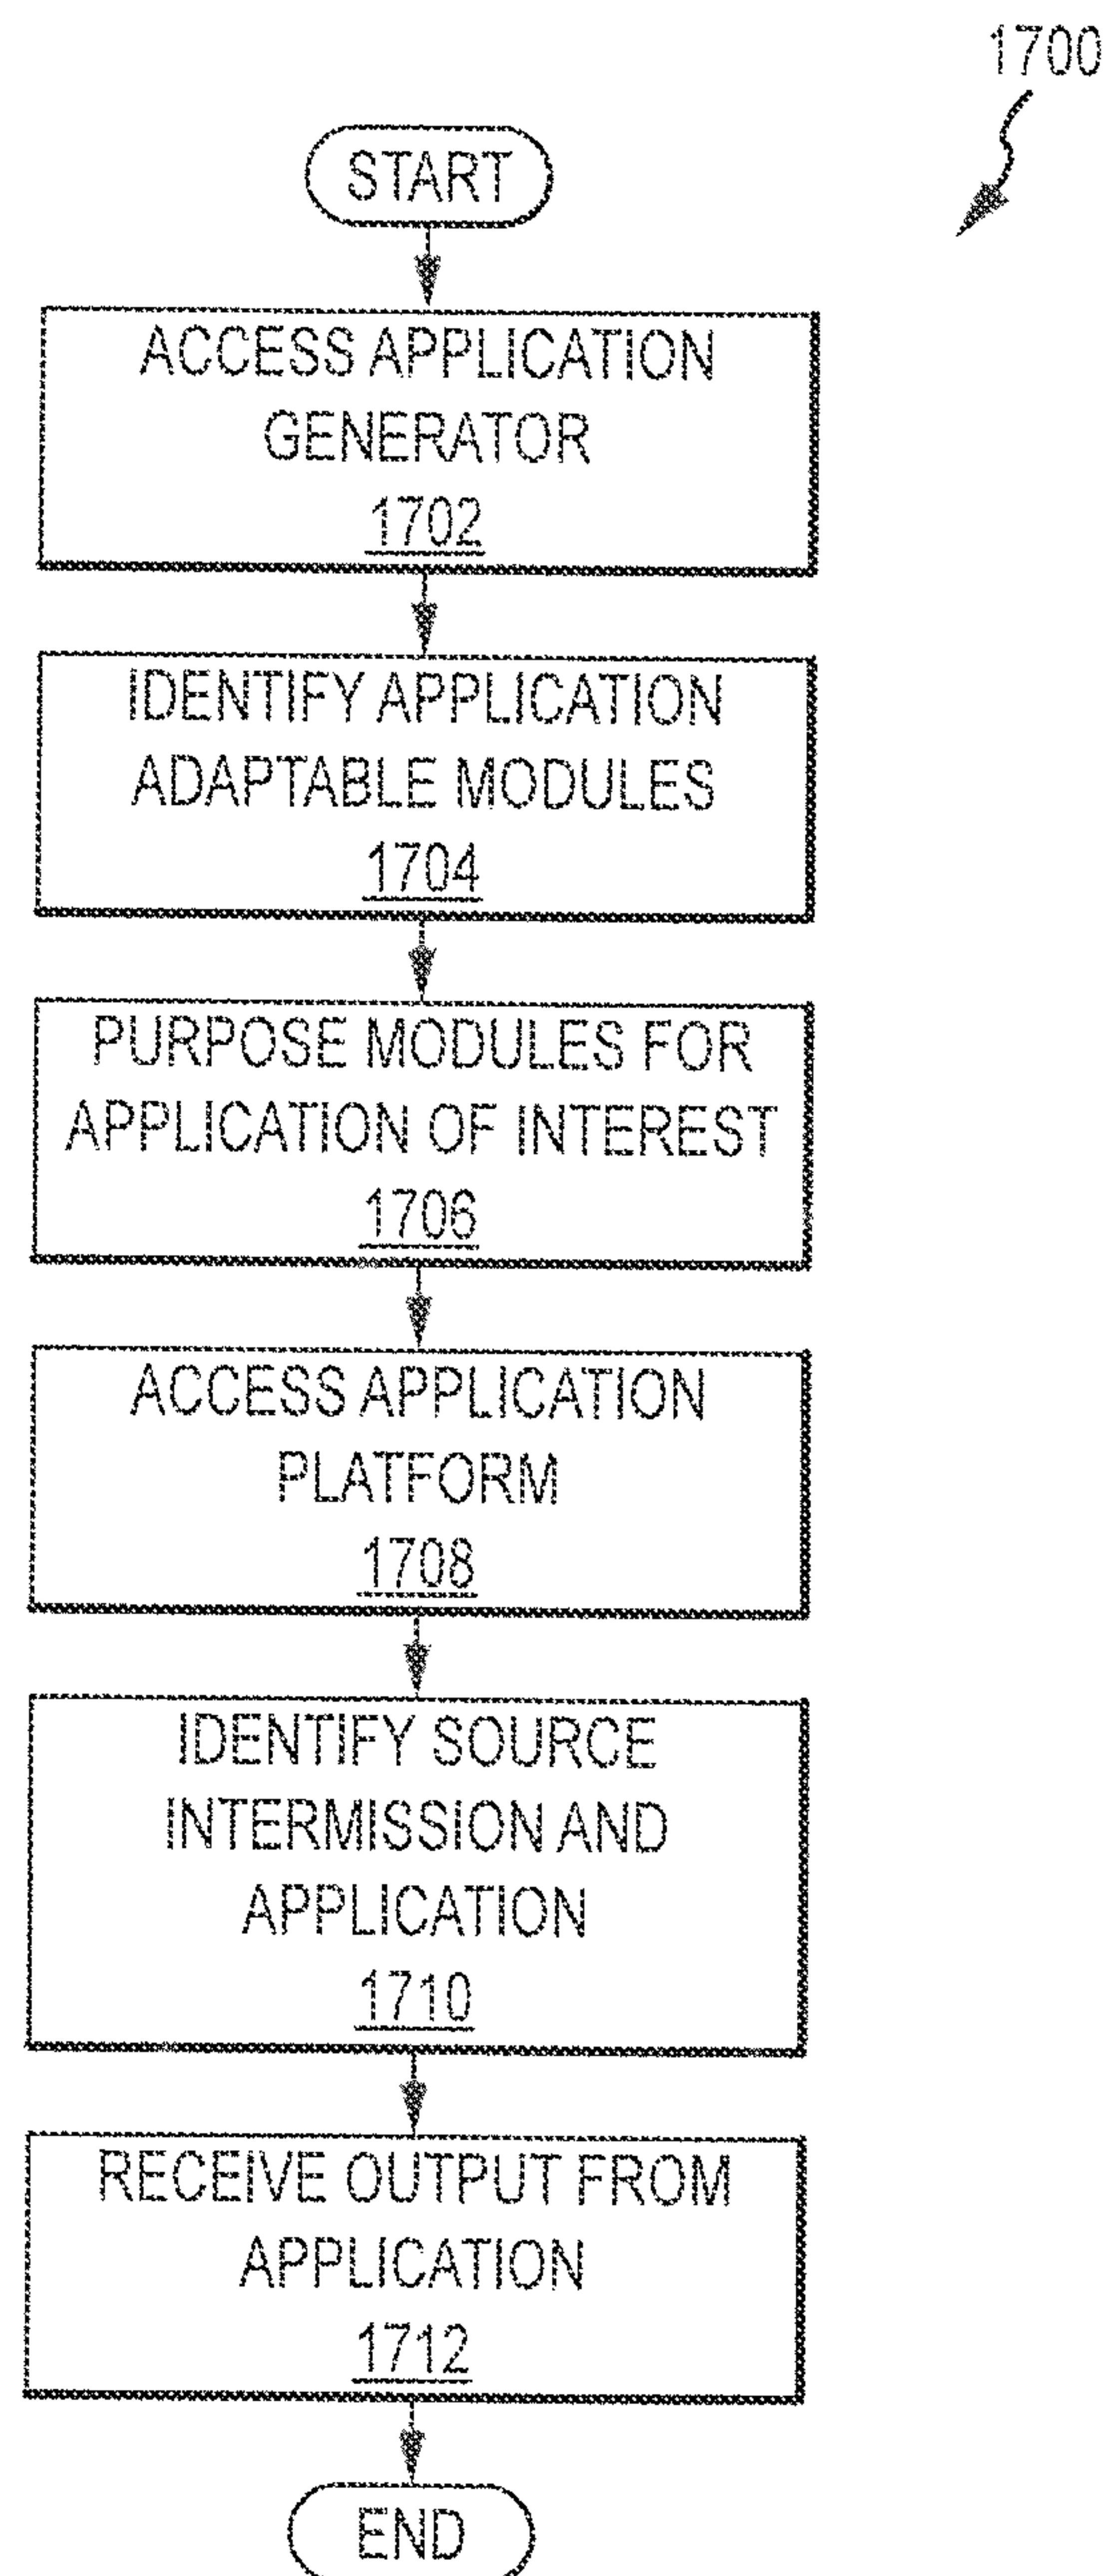 1700
START
ACCESS APPLICATION
GENERATOR
1702
IDENTIFY APPLICATION
ADAPTABLE MODULES
1704
PURPOSE MODULES FOR
APPLICATION OF INTEREST
1706
ACCESS APPLICATION
PLATFORM
1708
IDENTIFY SOURCE
INTERMISSION AND
APPLICATION
1710
RECEIVE OUTPUT FROM
APPLICATION
1712
END